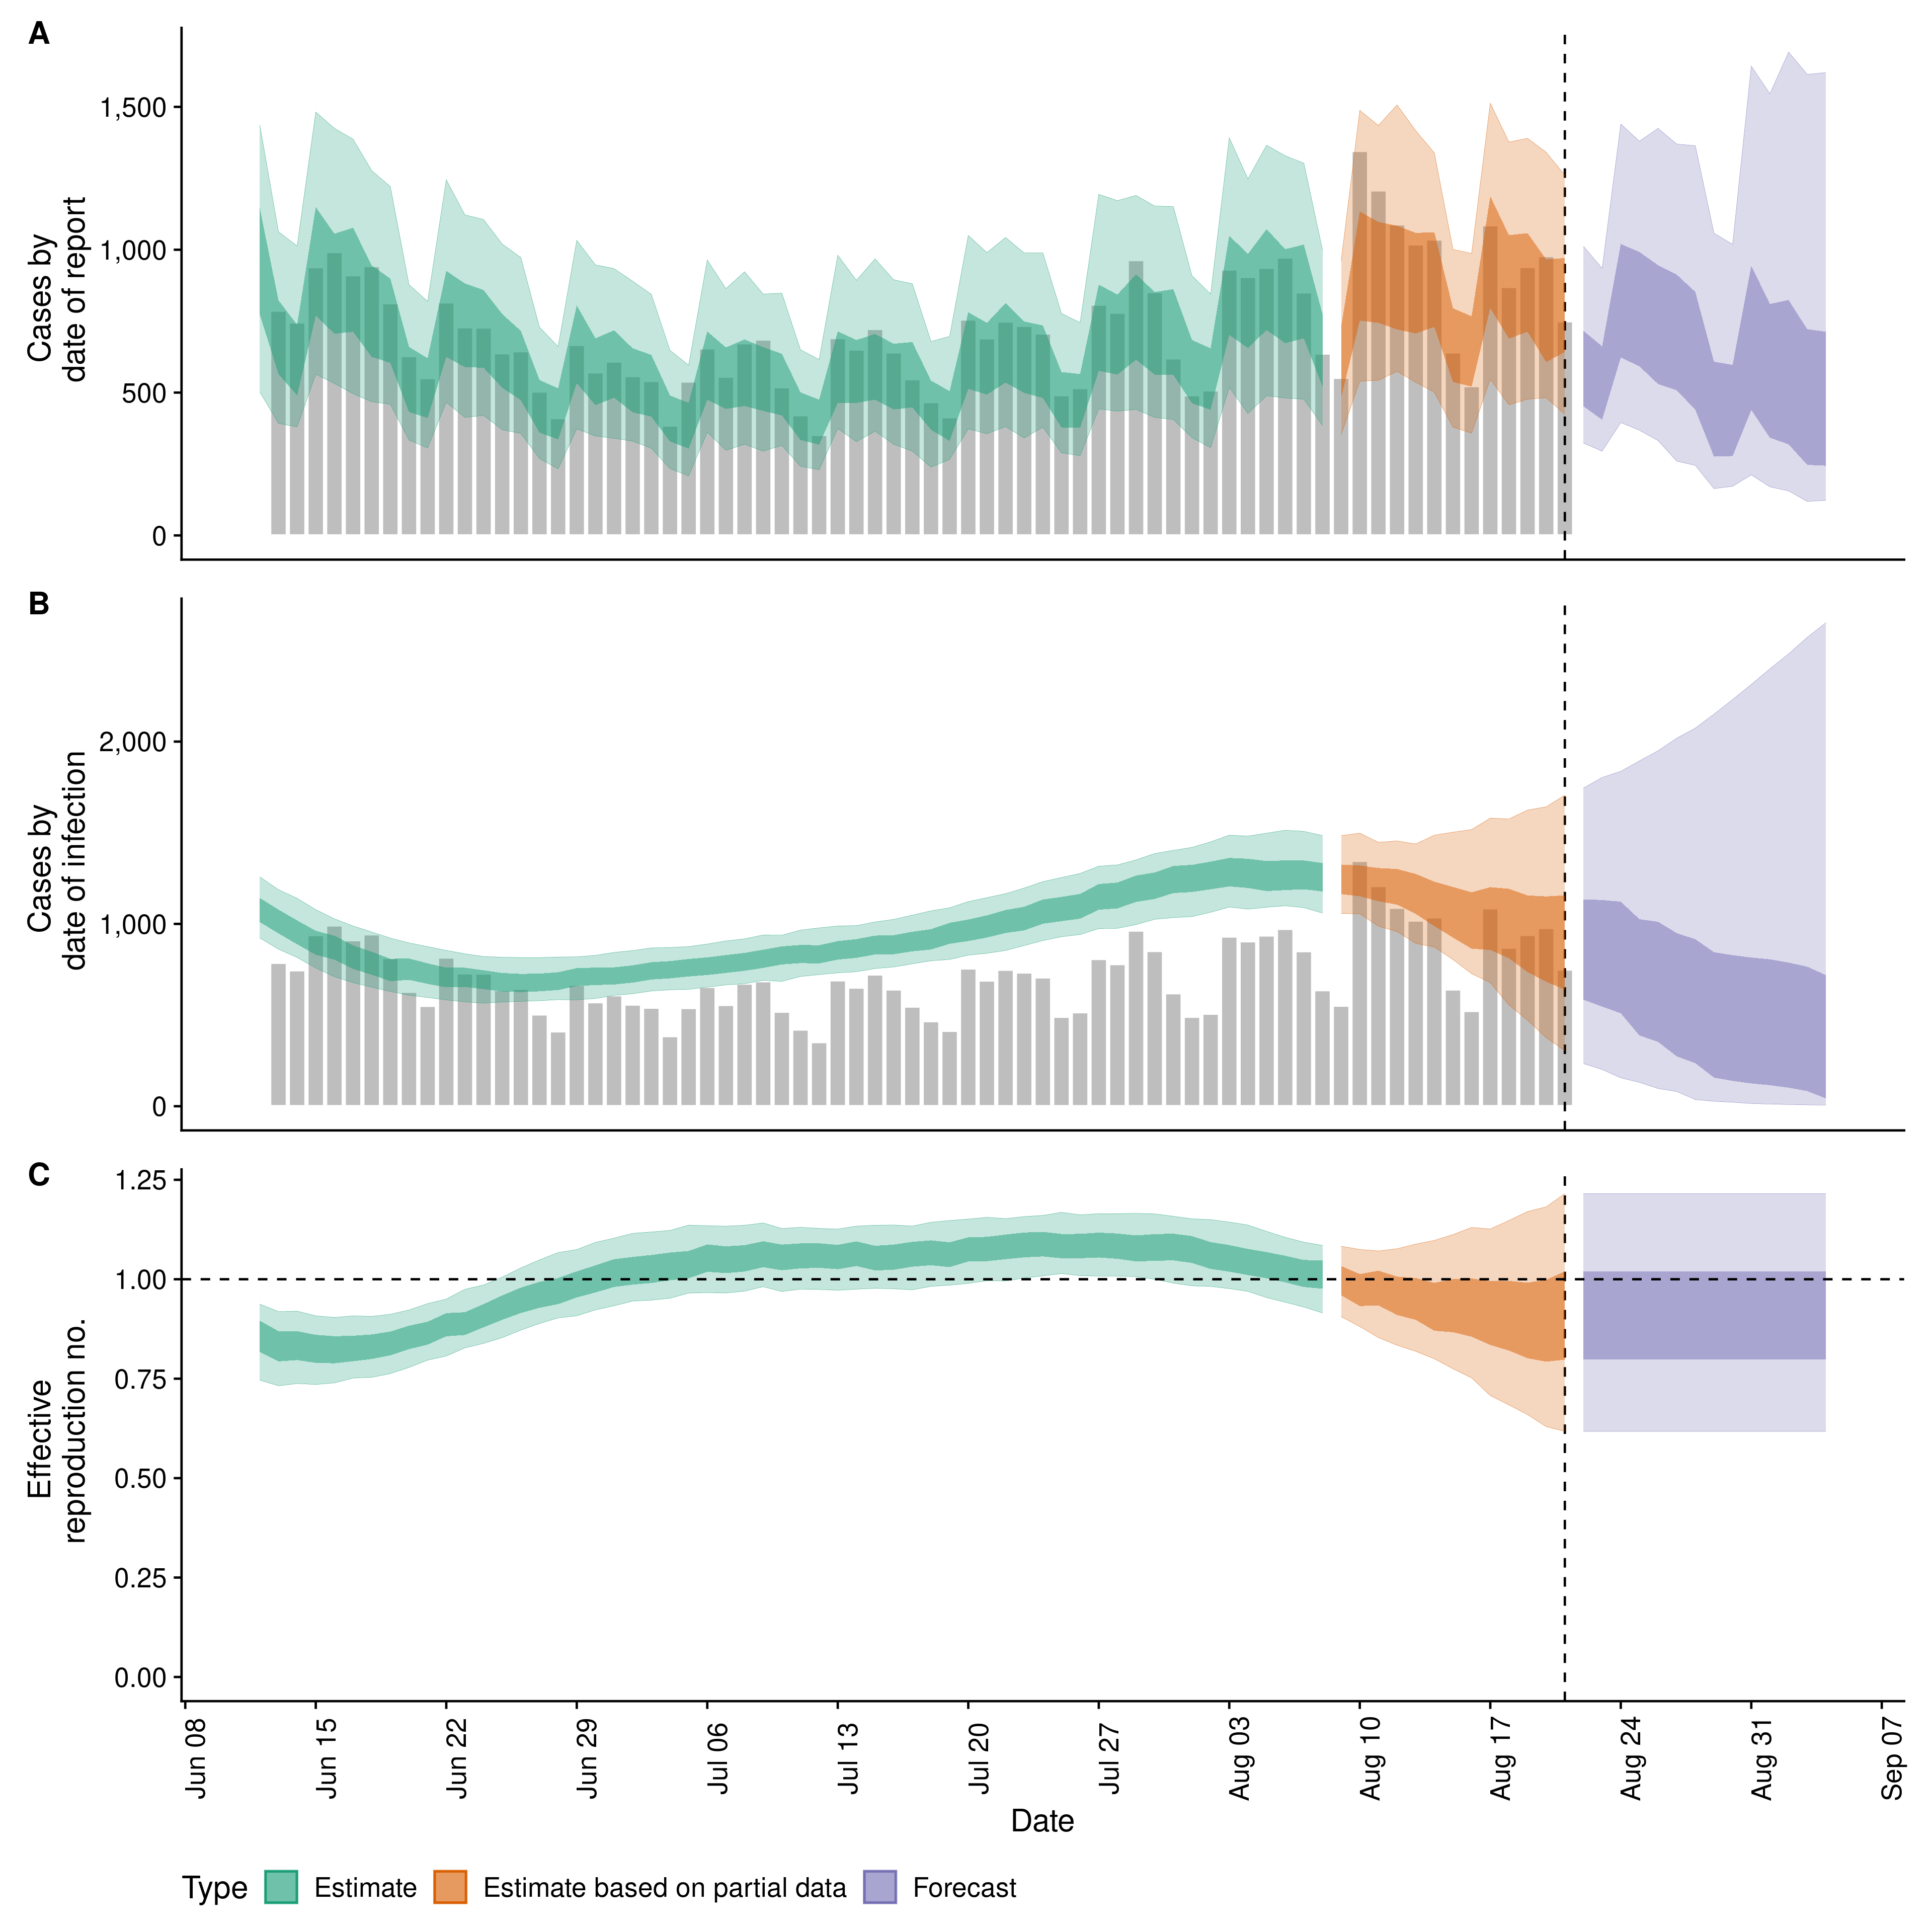 A
Cases by
date of report
1,500
1,000
500
0
B
Cases by
date of infection
2,000
1,000
0
C
Effective
reproduction no.
1.25
1.00
0.75
0.50
0.25
0.00
Jun 08
Jun 15
Jun 22
Jun 29
Jul 06
Jul 13
Jul 20
Jul 27
Aug 03
Aug 10
Aug 17
Aug 24
Aug 31
Sep 07
Date
Type Estimate Estimate based on partial data Forecast